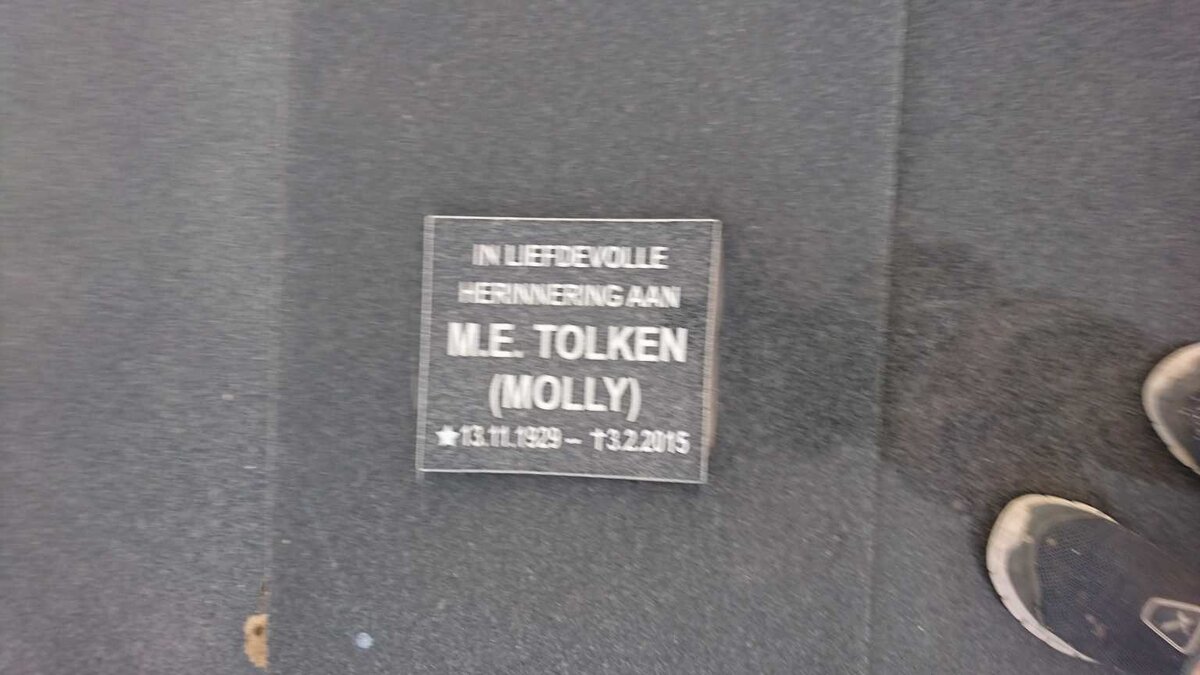 IN LIEFDEVOLLE
HERINNERING AAN
M.E. TOLKEN
(MOLLY)
★13.11.1929 – †3.2.2015